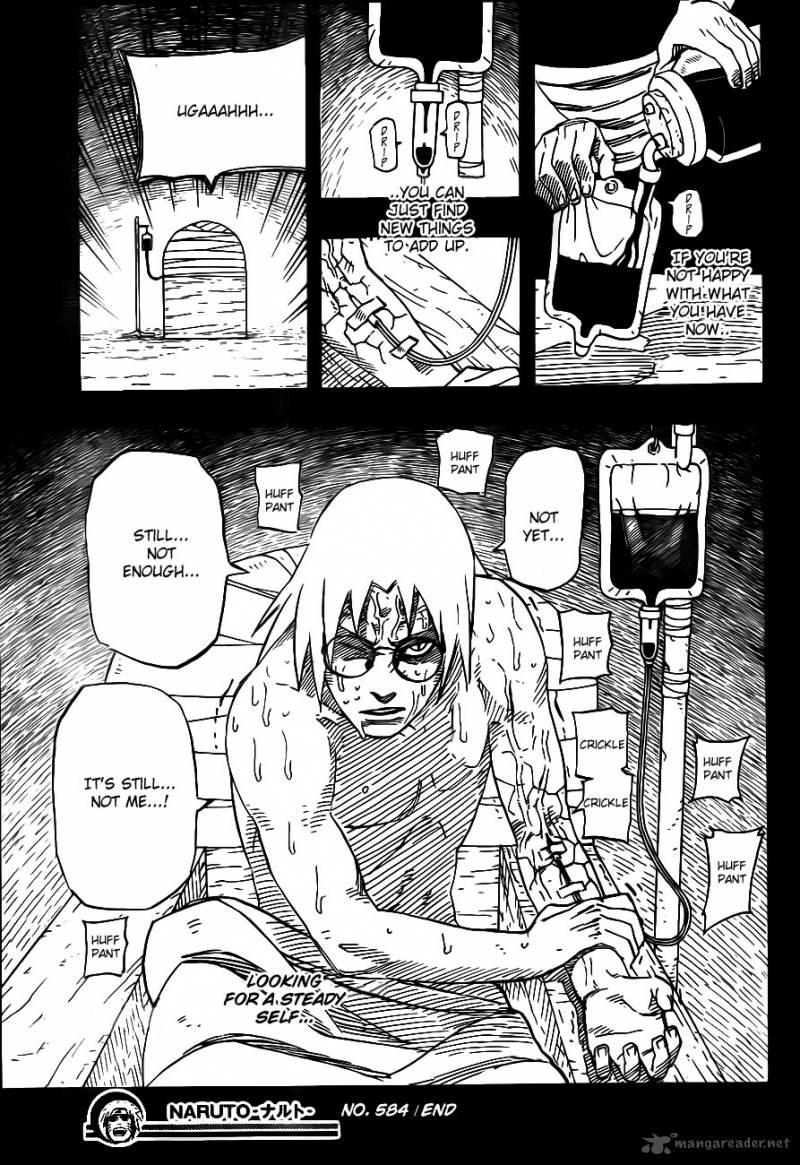 DRIP
IF YOU'RE
NOT HAPPY
WITH WHAT
YOU HAVE
NOW..
DRIP
DRIP
..YOU CAN
JUST FIND
NEW THINGS
TO ADD UP.
UGAAAHHH...
HUFF
PANT
NOT
YET...
HUFF
PANT
STILL...
NOT
ENOUGH...
HUFF
PANT
CRICKLE
CRICKLE
HUFF
PANT
IT'S STILL...
NOT ME...!
HUFF
PANT
HUFF
PANT
LOOKING
FOR A STEADY
SELF...
NARUTO-ナルト- NO. 584 / END
mangareader.net